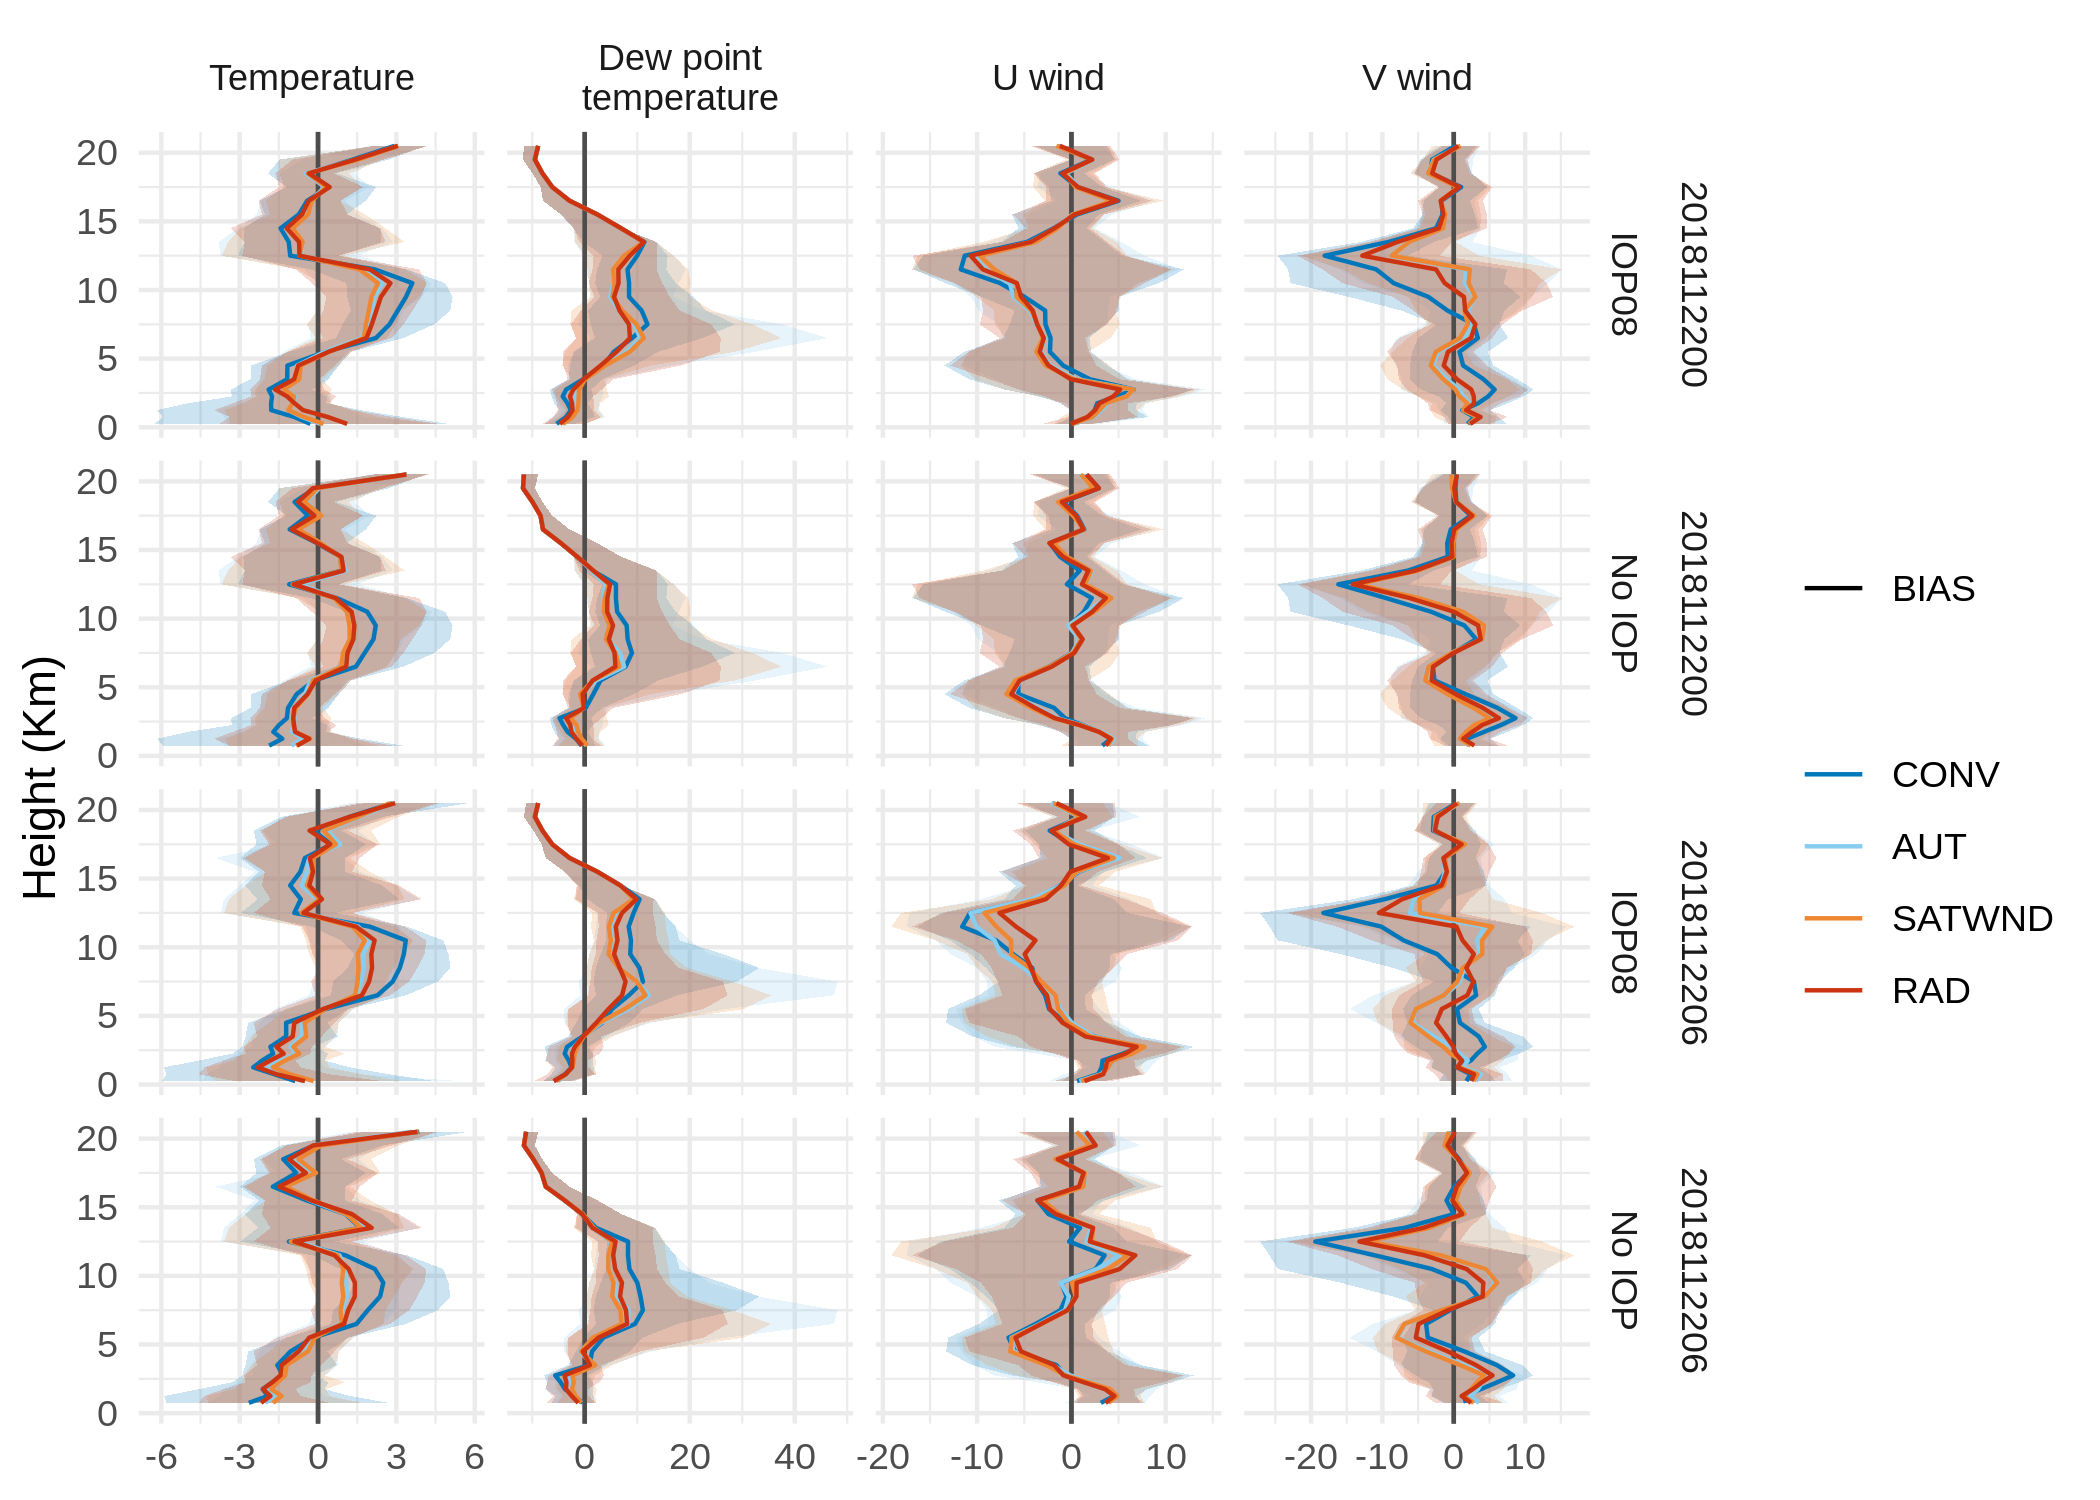 Temperature
Dew point
temperature
U wind
V wind
Height (Km)
20
15
10
5
0
IOP08
2018112200
20
15
10
5
0
No IOP
2018112200
20
15
10
5
0
IOP08
2018112206
20
15
10
5
0
No IOP
2018112206
-6 -3 0 3 6
0 20 40
-20 -10 0 10
-20 -10 0 10
BIAS
CONV
AUT
SATWND
RAD